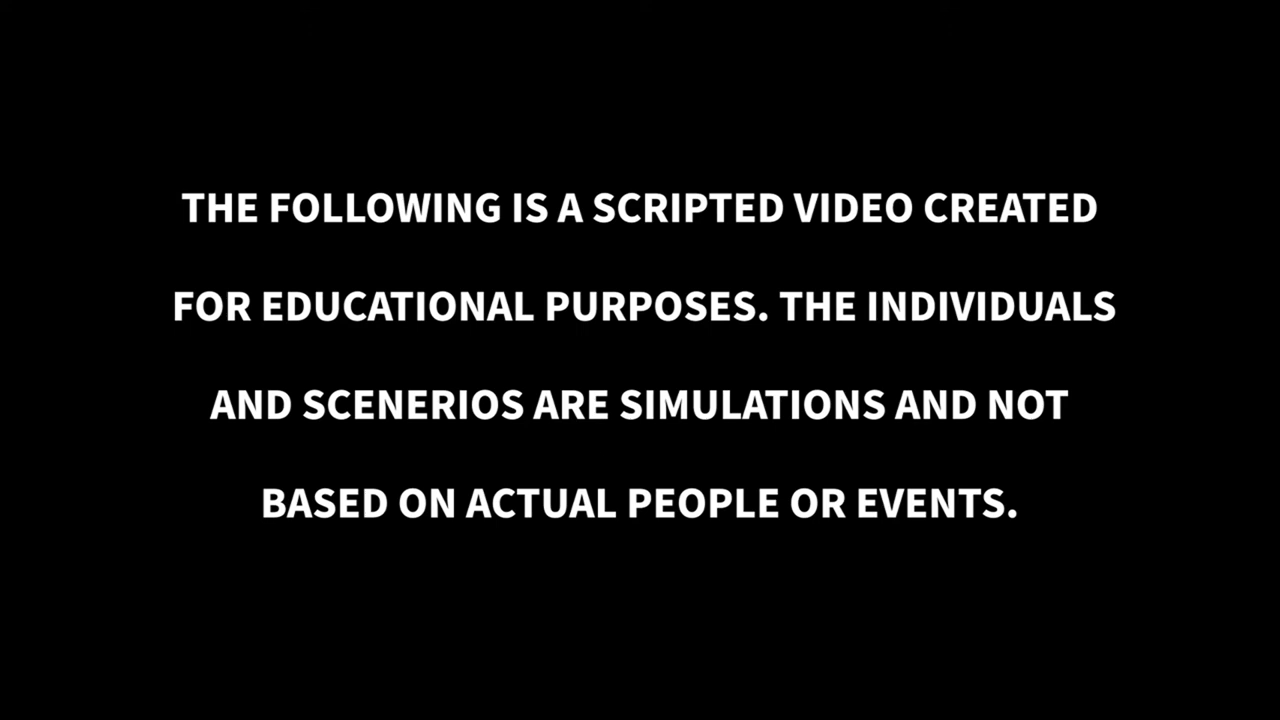 THE FOLLOWING IS A SCRIPTED VIDEO CREATED
FOR EDUCATIONAL PURPOSES. THE INDIVIDUALS
AND SCENERIOS ARE SIMULATIONS AND NOT
BASED ON ACTUAL PEOPLE OR EVENTS.